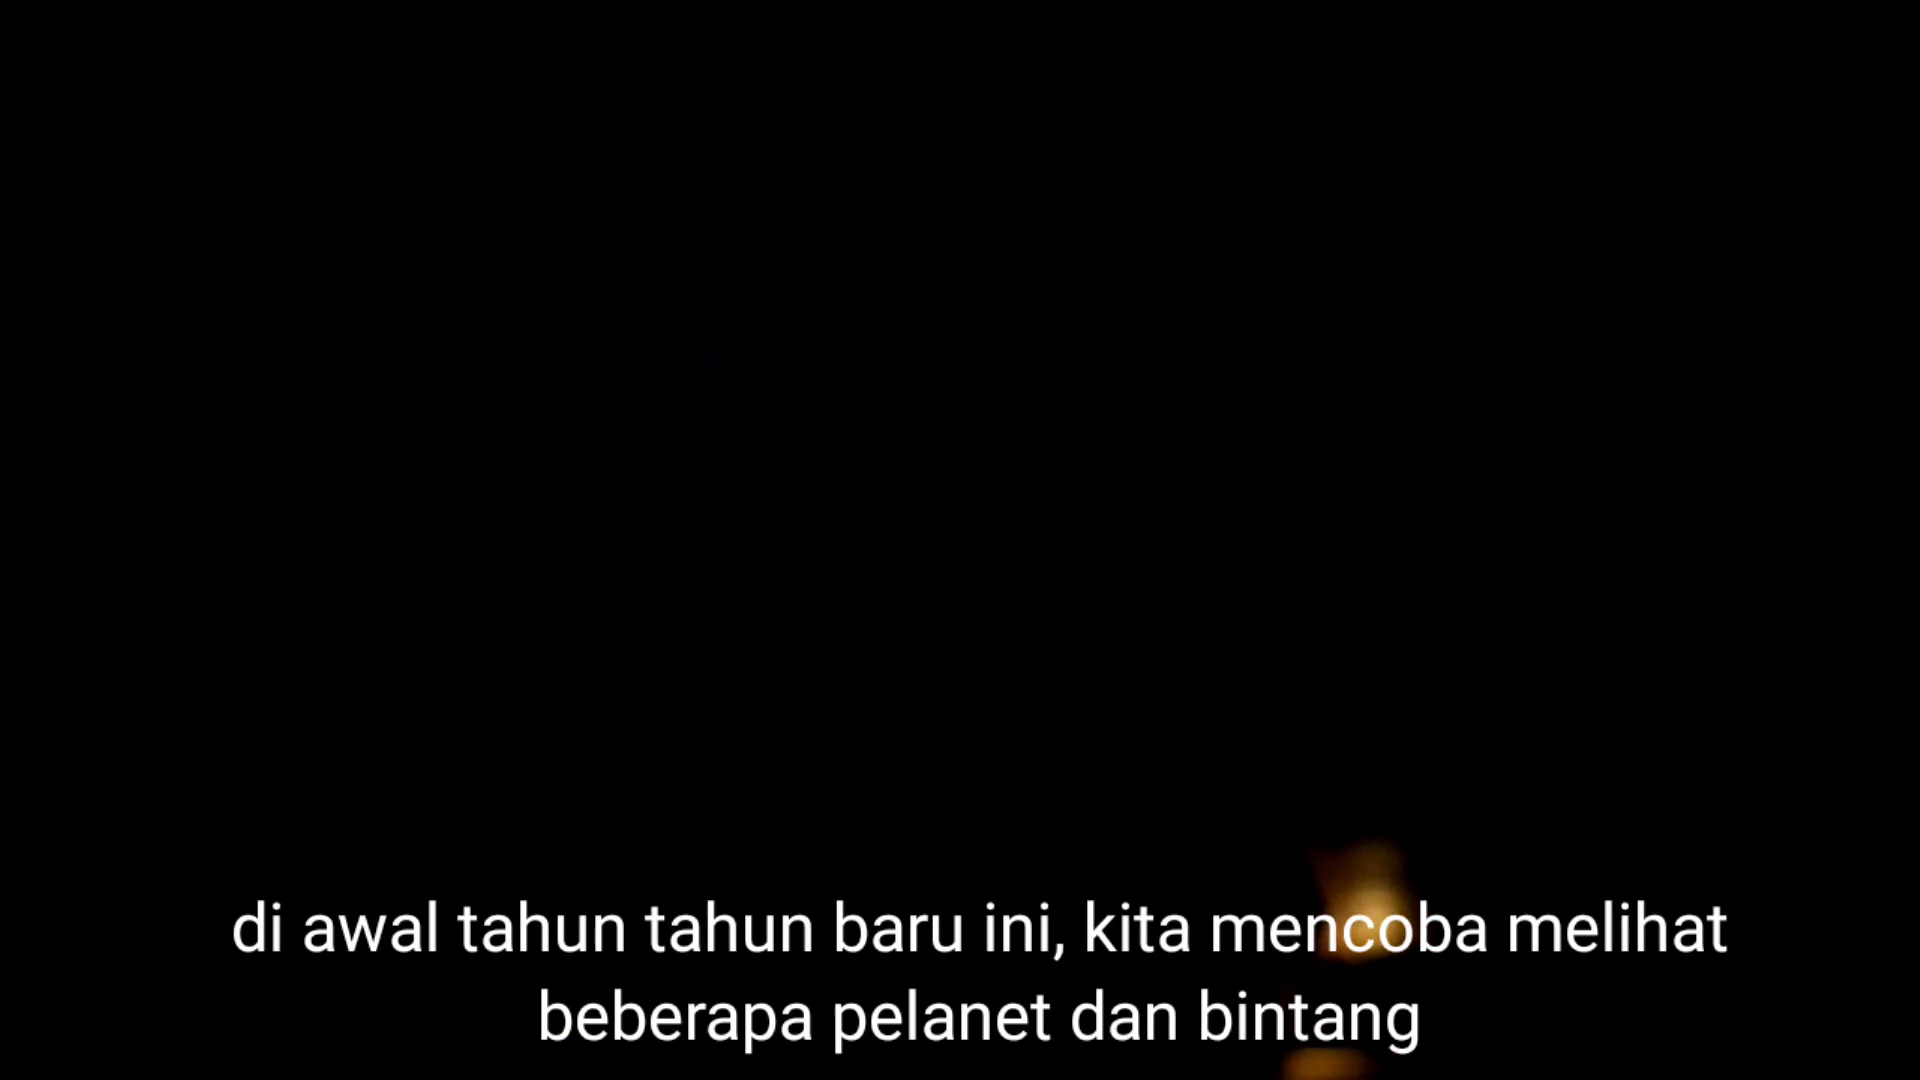 di awal tahun tahun baru ini, kita mencoba melihat
beberapa pelanet dan bintang